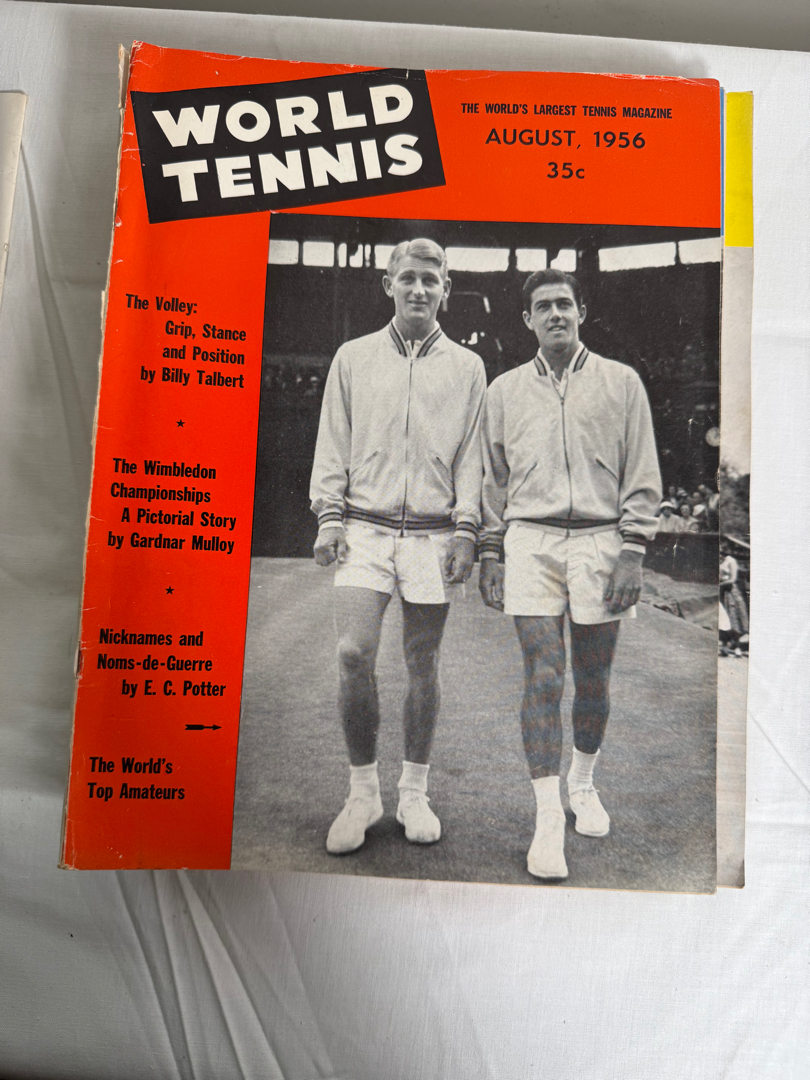 WORLD
TENNIS
THE WORLD'S LARGEST TENNIS MAGAZINE
AUGUST, 1956
35c
The Volley:
Grip, Stance
and Position
by Billy Talbert
★
The Wimbledon
Championships
A Pictorial Story
by Gardnar Mulloy
★
Nicknames and
Noms-de-Guerre
by E. C. Potter
The World's
Top Amateurs